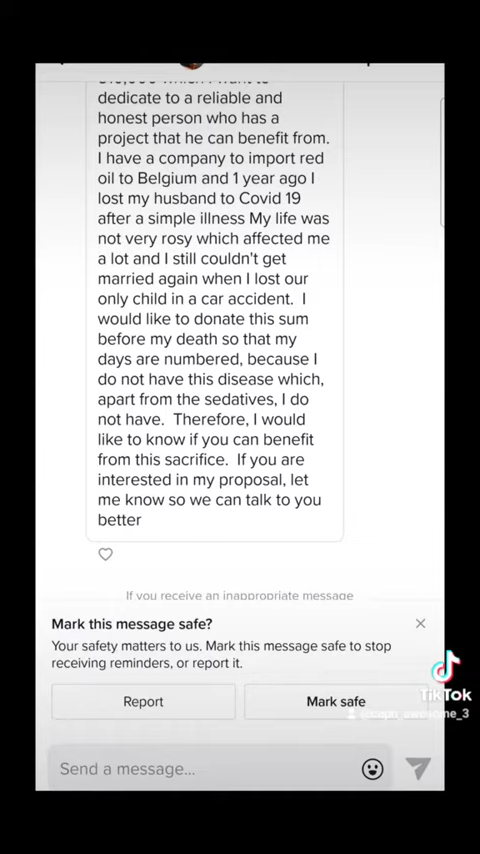 dedicate to a reliable and
honest person who has a
project that he can benefit from.
I have a company to import red
oil to Belgium and 1 year ago I
lost my husband to Covid 19
after a simple illness My life was
not very rosy which affected me
a lot and I still couldn't get
married again when I lost our
only child in a car accident.  I
would like to donate this sum
before my death so that my
days are numbered, because I
do not have this disease which,
apart from the sedatives, I do
not have.  Therefore, I would
like to know if you can benefit
from this sacrifice.  If you are
interested in my proposal, let
me know so we can talk to you
better
If you receive an inappropriate message
Mark this message safe?
Your safety matters to us. Mark this message safe to stop
receiving reminders, or report it.
Report
Mark safe
TikTok
Send a message...